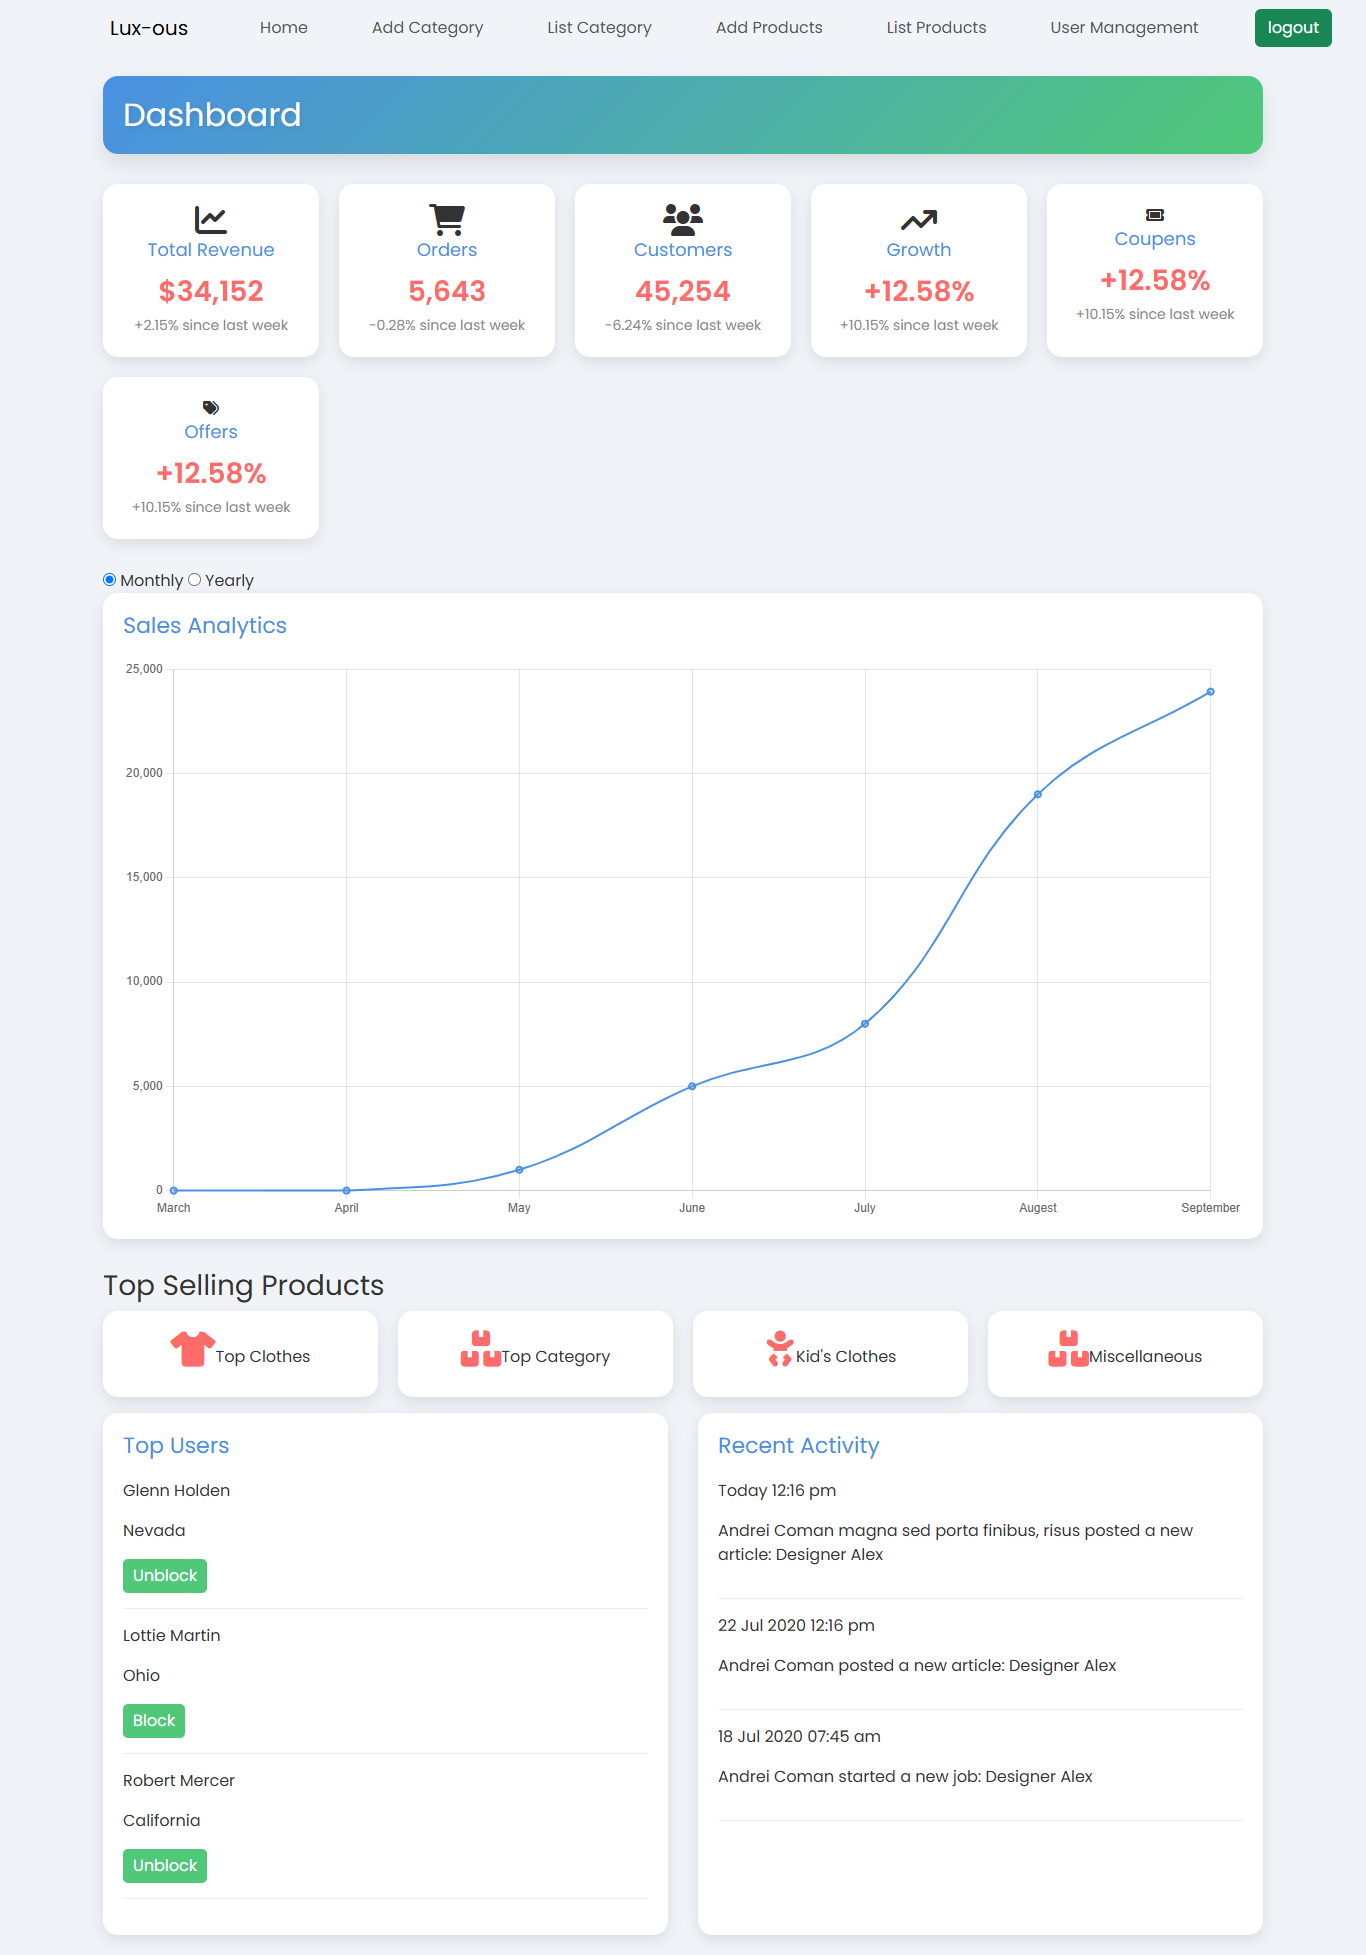 Lux-ous Home Add Category List Category Add Products List Products User Management logout
Dashboard
Total Revenue
$34,152
+2.15% since last week
Orders
5,643
-0.28% since last week
Customers
45,254
-6.24% since last week
Growth
+12.58%
+10.15% since last week
Coupens
+12.58%
+10.15% since last week
Offers
+12.58%
+10.15% since last week
Monthly Yearly
Sales Analytics
25,000
20,000
15,000
10,000
5,000
0
March April May June July Augest September
Top Selling Products
Top Clothes
Top Category
Kid's Clothes
Miscellaneous
Top Users
Glenn Holden
Nevada
Unblock
Lottie Martin
Ohio
Block
Robert Mercer
California
Unblock
Recent Activity
Today 12:16 pm
Andrei Coman magna sed porta finibus, risus posted a new
article: Designer Alex
22 Jul 2020 12:16 pm
Andrei Coman posted a new article: Designer Alex
18 Jul 2020 07:45 am
Andrei Coman started a new job: Designer Alex